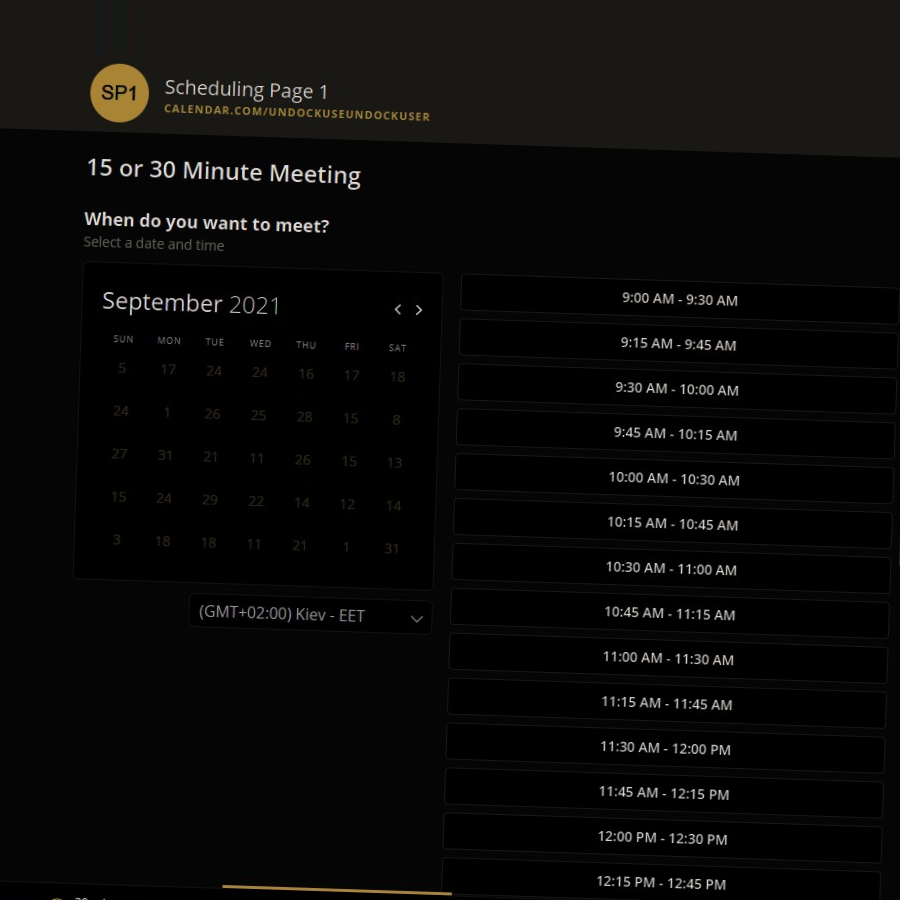 SP1
Scheduling Page 1
CALENDAR.COM/UNDOCKUSEUNDOCKUSER
15 or 30 Minute Meeting
When do you want to meet?
Select a date and time
September 2021
SUN MON TUE WED THU FRI SAT
5 17 24 24 16 17 18
24 1 26 25 28 15 8
27 31 21 11 26 15 13
15 24 29 22 14 12 14
3 18 18 11 21 1 31
(GMT+02:00) Kiev - EET
9:00 AM - 9:30 AM
9:15 AM - 9:45 AM
9:30 AM - 10:00 AM
9:45 AM - 10:15 AM
10:00 AM - 10:30 AM
10:15 AM - 10:45 AM
10:30 AM - 11:00 AM
10:45 AM - 11:15 AM
11:00 AM - 11:30 AM
11:15 AM - 11:45 AM
11:30 AM - 12:00 PM
11:45 AM - 12:15 PM
12:00 PM - 12:30 PM
12:15 PM - 12:45 PM